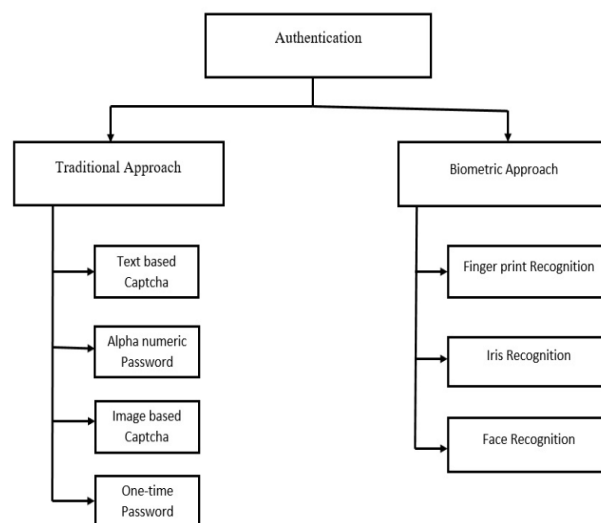 Authentication
Traditional Approach
Biometric Approach
Text based
Captcha
Alpha numeric
Password
Image based
Captcha
One-time
Password
Finger print Recognition
Iris Recognition
Face Recognition